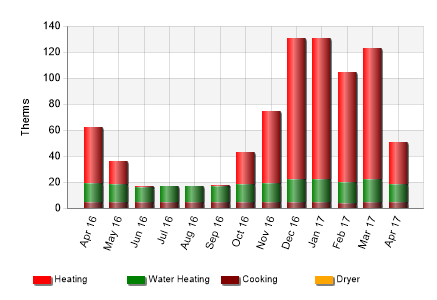 140
120
100
80
60
40
20
0
Therms
Apr 16
May 16
Jun 16
Jul 16
Aug 16
Sep 16
Oct 16
Nov 16
Dec 16
Jan 17
Feb 17
Mar 17
Apr 17
Heating
Water Heating
Cooking
Dryer